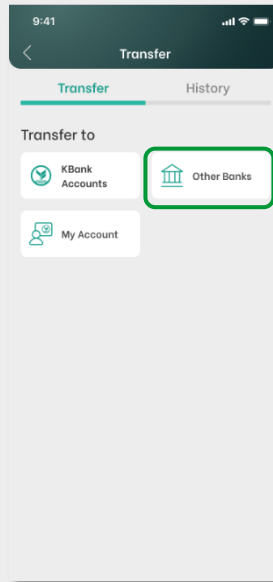 9:41
Transfer
Transfer History
Transfer to
KBank
Accounts
Other Banks
My Account